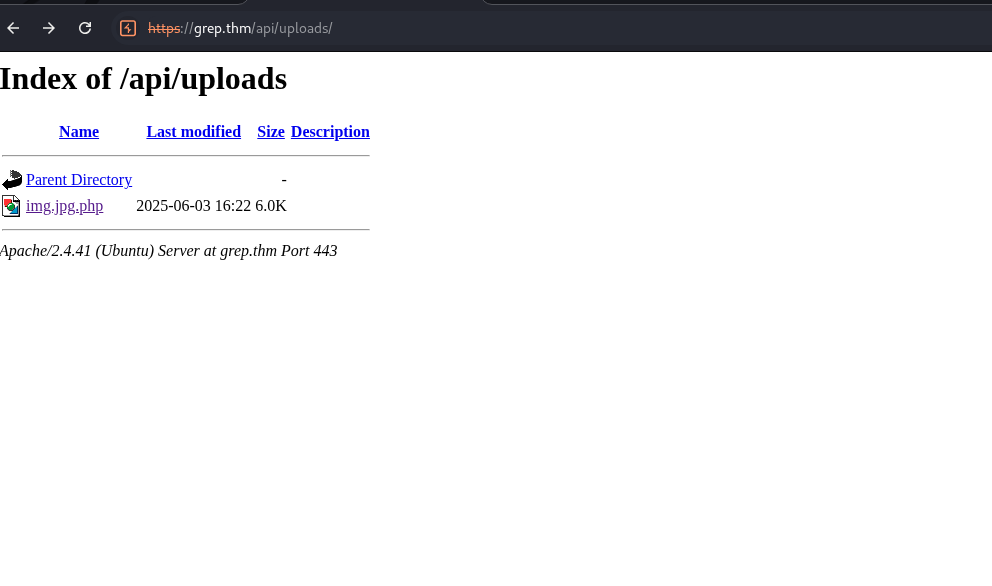 https://grep.thm/api/uploads/
Index of /api/uploads
Name Last modified Size Description
Parent Directory -
img.jpg.php 2025-06-03 16:22 6.0K
Apache/2.4.41 (Ubuntu) Server at grep.thm Port 443